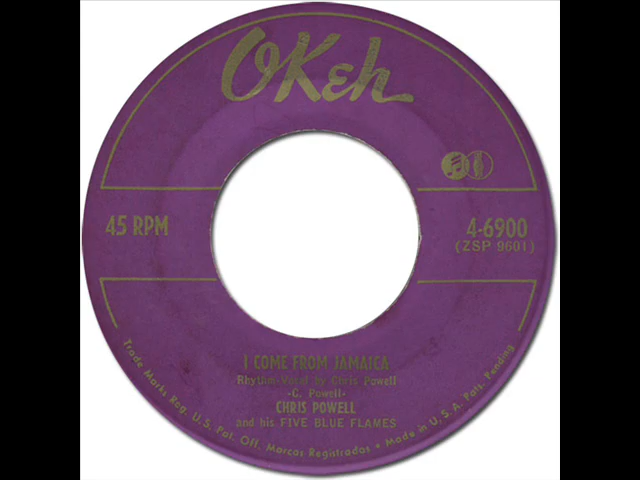 OKeh
45 RPM
4-6900
(ZSP 9601)
I COME FROM JAMAICA
Rhythm-Vocal by Chris Powell
-C. Powell-
CHRIS POWELL
and his FIVE BLUE FLAMES
Trade Marks Reg. U.S. Pat. Off. Marcas Registradas • Made in U.S.A. Pats. Pending